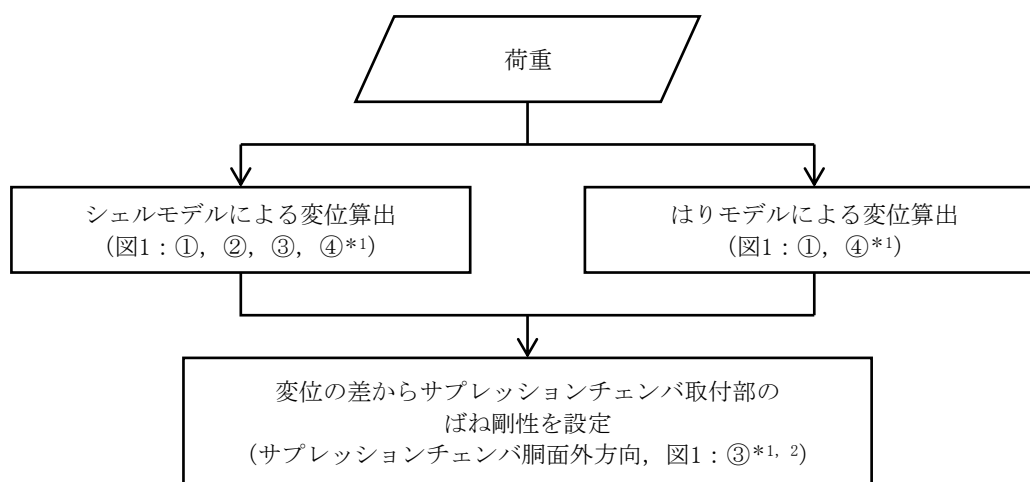 荷重
シェルモデルによる変位算出
（図1：①，②，③，④*1）
はりモデルによる変位算出
（図1：①，④*1）
変位の差からサプレッションチェンバ取付部の
ばね剛性を設定
（サプレッションチェンバ胴面外方向，図1：③*1, 2）